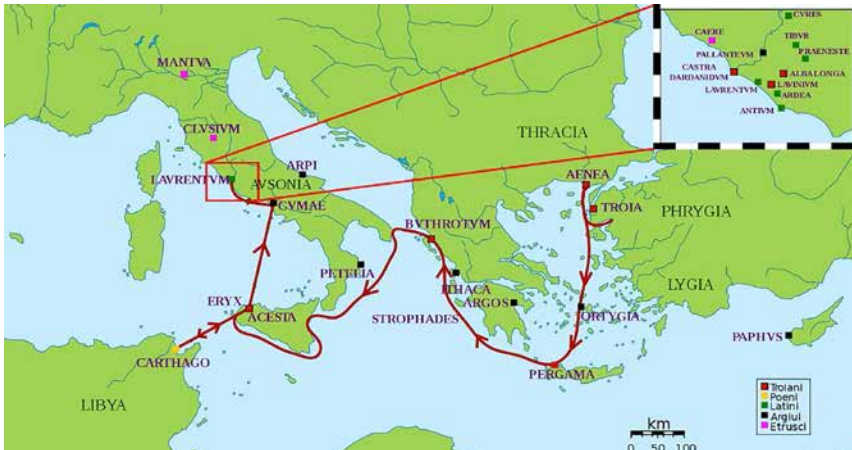 MANTVA
CLVSIVM
LAVRENTVM
AVSONIA
ARPI
CVMAE
PETELIA
ERYX
ACESTA
CARTHAGO
LIBYA
THRACIA
AENEA
TROIA
PHRYGIA
LYGIA
BVTHROTVM
ITHACA
ARGOS
STROPHADES
ORTYGIA
PERGAMA
PAPHVS
CVRES
CAERE
TIBVR
PALLANTEVM
PRAENESTE
CASTRA
DARDANIDVM
ALBALONGA
LAVINIVM
LAVRENTVM
ARDEA
ANTIVM
Troiani
Poeni
Latini
Argiui
Etrusci
km
0 50 100